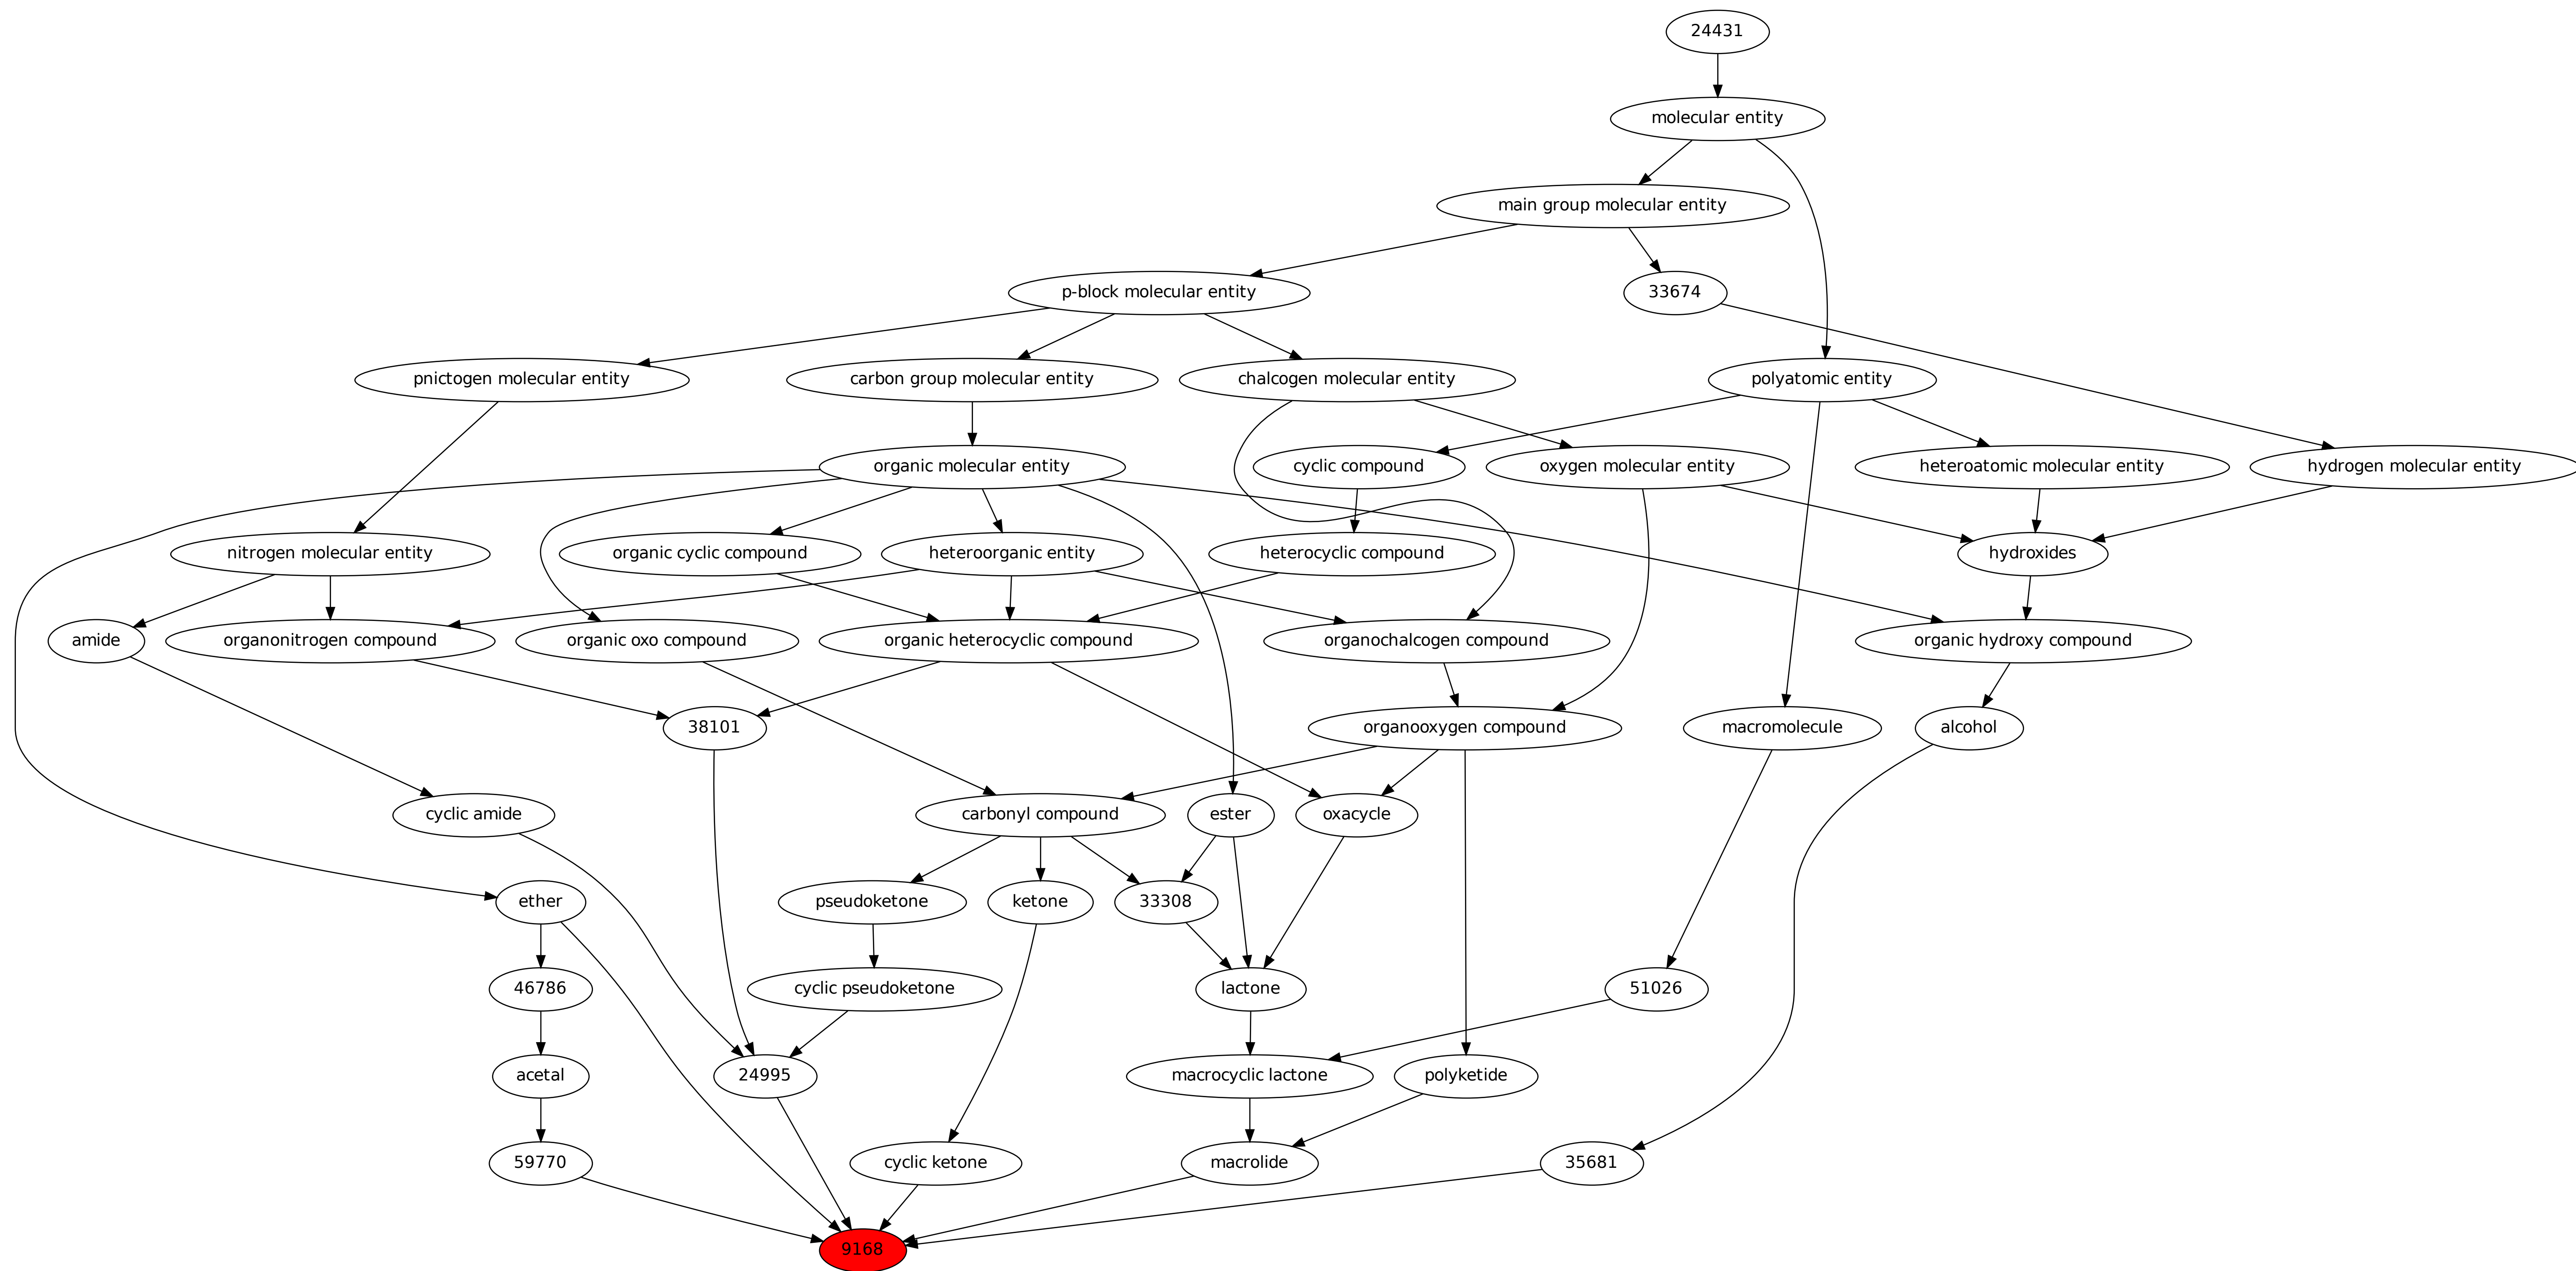 24431
molecular entity
main group molecular entity
p-block molecular entity
33674
pnictogen molecular entity
carbon group molecular entity
chalcogen molecular entity
polyatomic entity
organic molecular entity
cyclic compound
oxygen molecular entity
heteroatomic molecular entity
hydrogen molecular entity
nitrogen molecular entity
organic cyclic compound
heteroorganic entity
heterocyclic compound
hydroxides
amide
organonitrogen compound
organic oxo compound
organic heterocyclic compound
organochalcogen compound
organic hydroxy compound
38101
organooxygen compound
macromolecule
alcohol
cyclic amide
carbonyl compound
ester
oxacycle
ether
pseudoketone
ketone
33308
46786
cyclic pseudoketone
lactone
51026
acetal
24995
macrocyclic lactone
polyketide
59770
cyclic ketone
macrolide
35681
9168